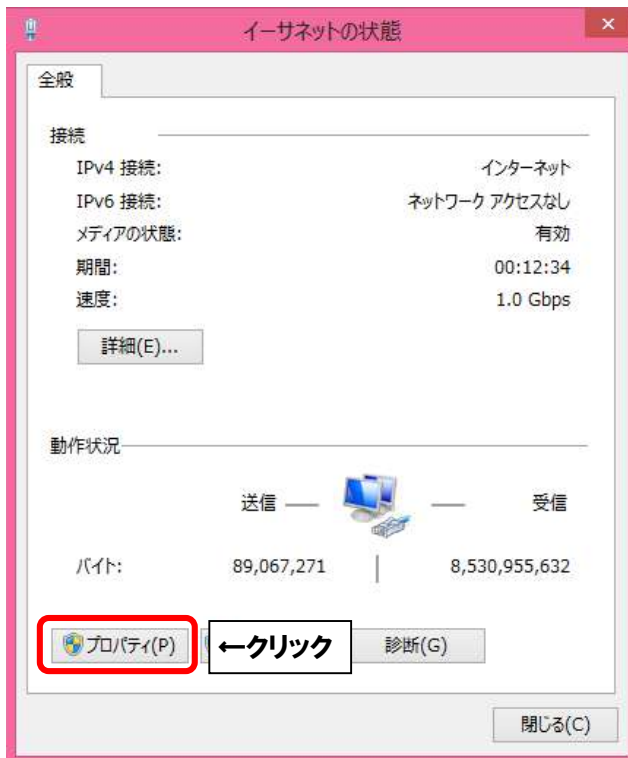 イーサネットの状態
全般
接続
IPv4 接続: インターネット
IPv6 接続: ネットワーク アクセスなし
メディアの状態: 有効
期間: 00:12:34
速度: 1.0 Gbps
詳細(E)...
動作状況
送信 受信
バイト: 89,067,271 8,530,955,632
プロパティ(P) ←クリック 診断(G)
閉じる(C)